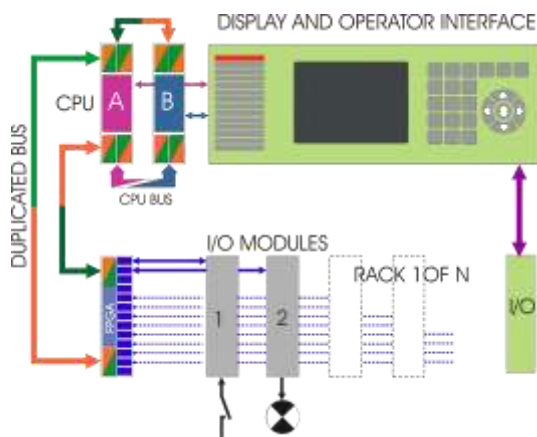 DISPLAY AND OPERATOR INTERFACE
CPU
A
B
DUPLICATED BUS
CPU BUS
I/O MODULES
RACK 1 OF N
FPGA
1
2
I/O